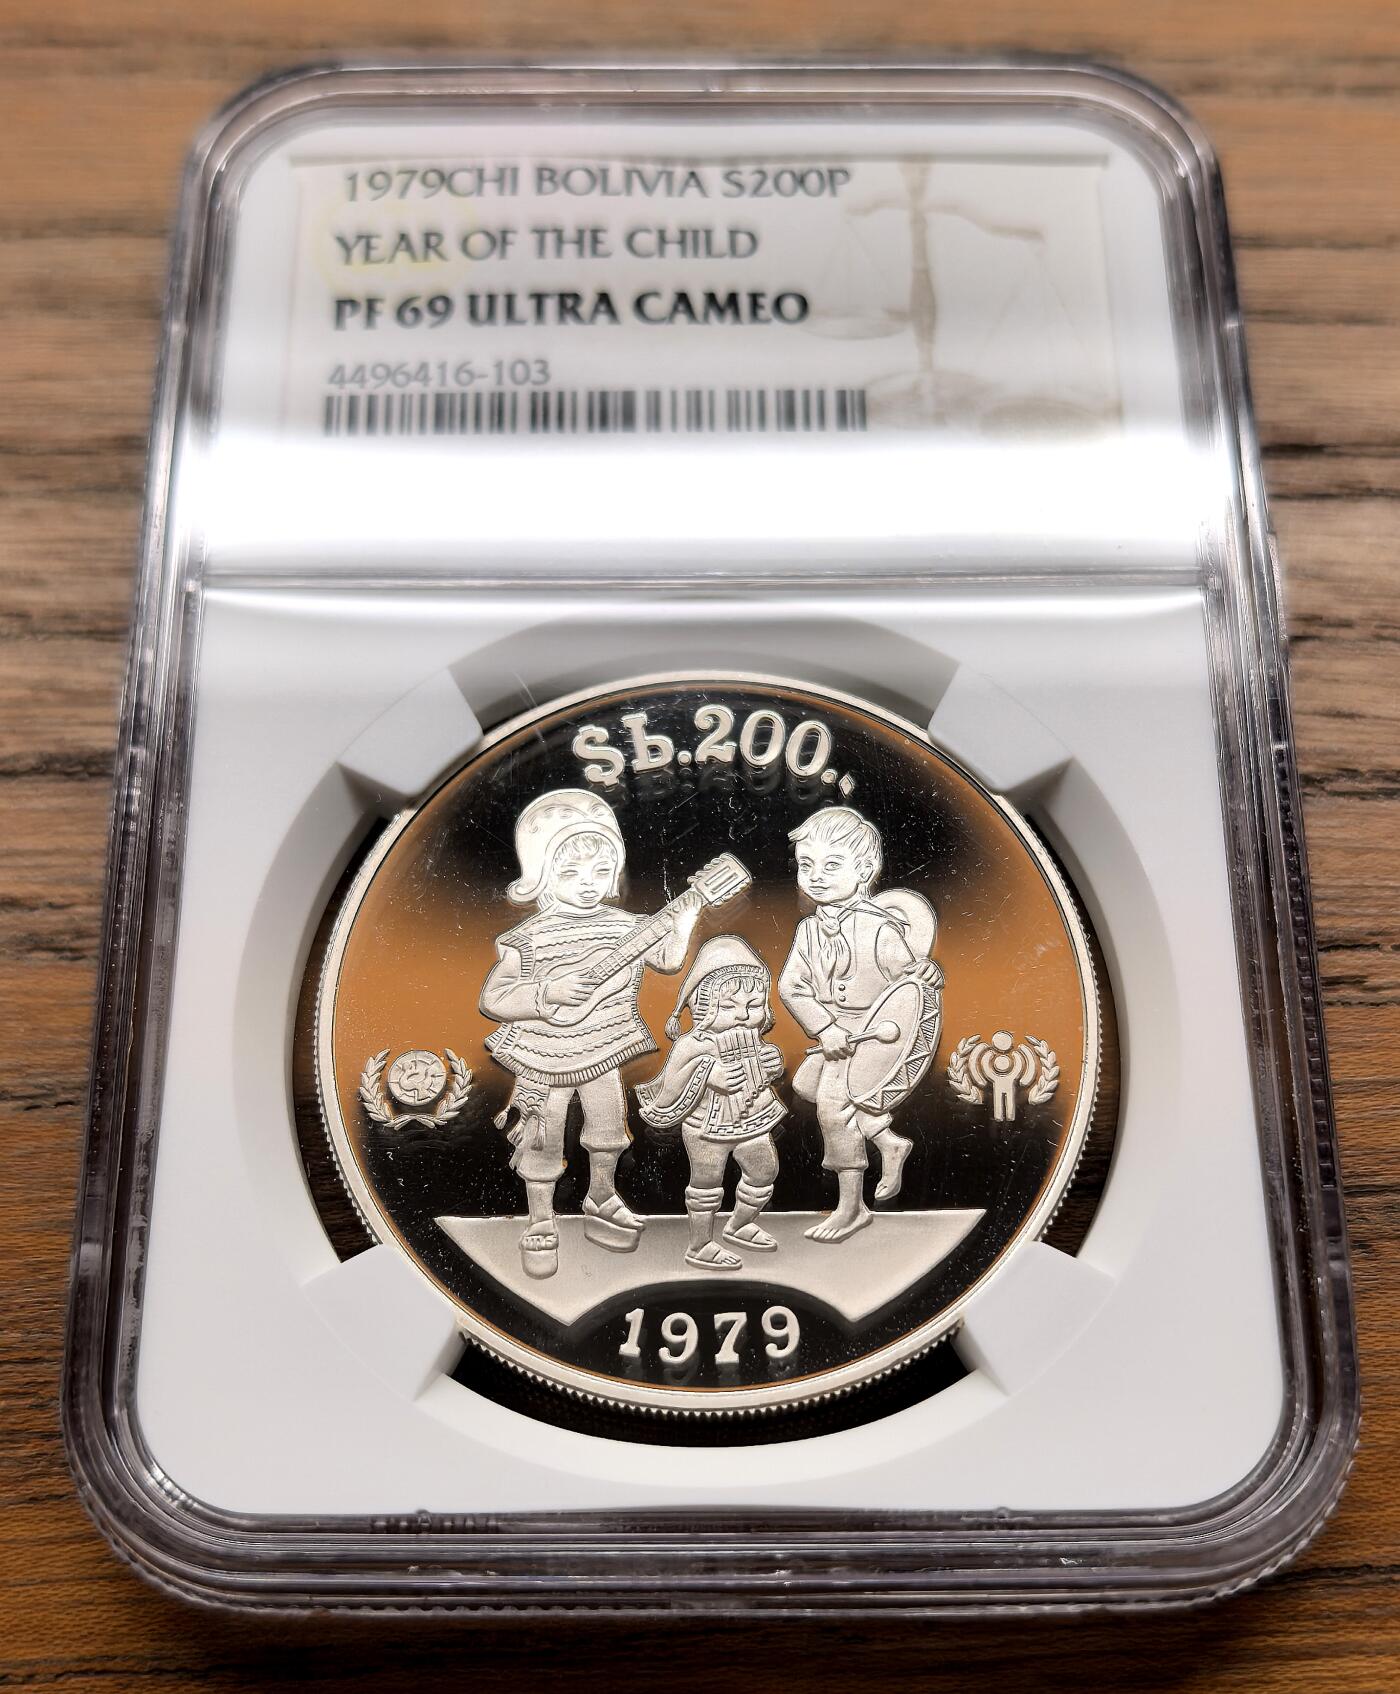 1979CHI BOLIVIA S200P
YEAR OF THE CHILD
PF 69 ULTRA CAMEO
4496416-103
$b.200.
1979